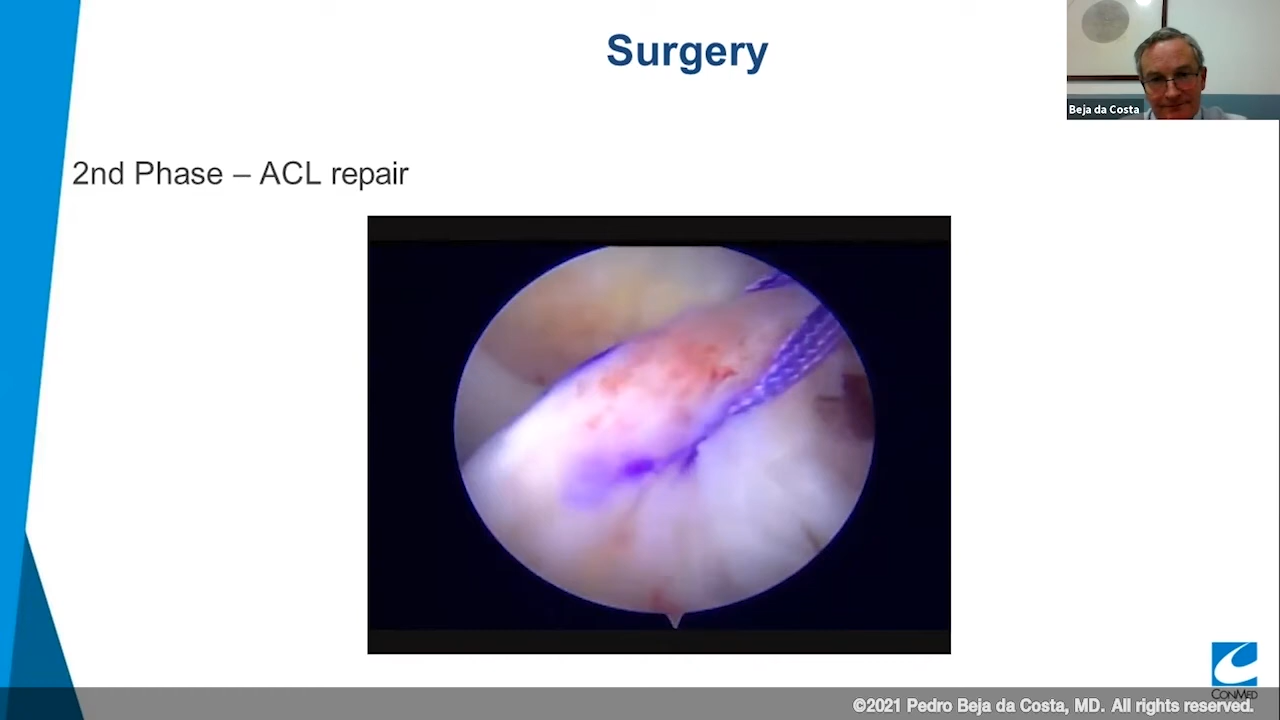 Surgery
Beja da Costa
2nd Phase – ACL repair
CONMED
©2021 Pedro Beja da Costa, MD. All rights reserved.